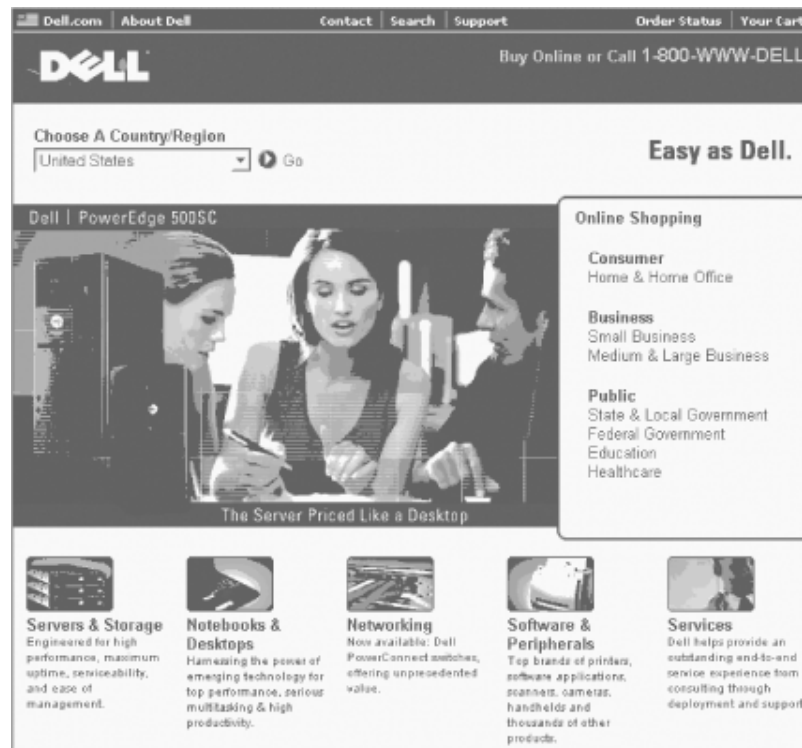 Dell.com About Dell Contact Search Support Order Status Your Cart
DELL
Buy Online or Call 1-800-WWW-DELL
Choose A Country/Region
United States Go
Easy as Dell.
Dell | PowerEdge 500SC
The Server Priced Like a Desktop
Online Shopping
Consumer
Home & Home Office
Business
Small Business
Medium & Large Business
Public
State & Local Government
Federal Government
Education
Healthcare
Servers & Storage
Engineered for high
performance, maximum
uptime, serviceability,
and ease of
management.
Notebooks &
Desktops
Harnessing the power of
emerging technology for
top performance, serious
multitasking & high
productivity.
Networking
Now available: Dell
PowerConnect switches,
offering unprecedented
value.
Software &
Peripherals
Top brands of printers,
software applications,
scanners, cameras,
handhelds and
thousands of other
products.
Services
Dell helps provide an
outstanding end-to-end
service experience from
consulting through
deployment and support